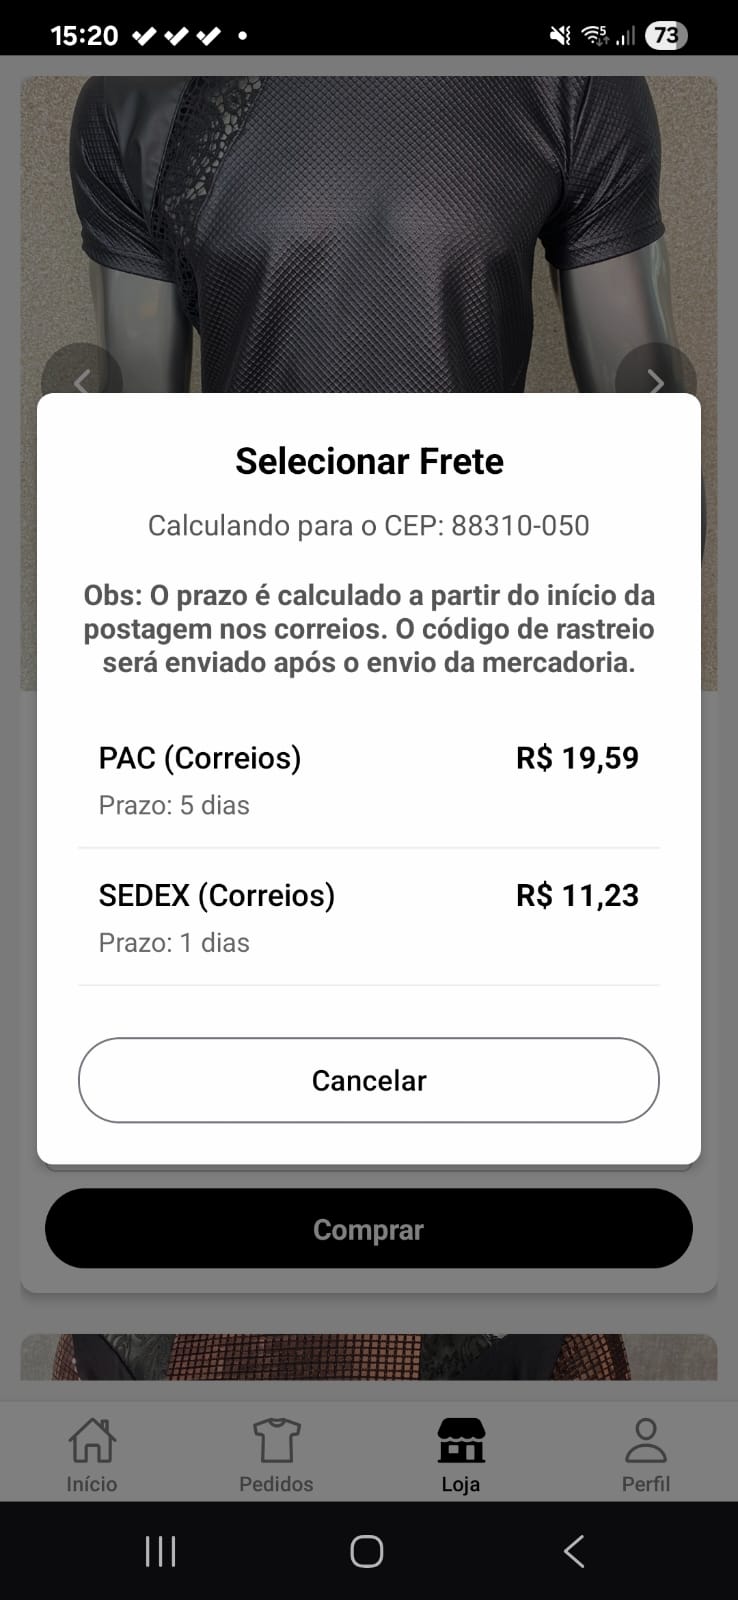 15:20
73
Selecionar Frete
Calculando para o CEP: 88310-050
Obs: O prazo é calculado a partir do início da
postagem nos correios. O código de rastreio
será enviado após o envio da mercadoria.
PAC (Correios) R$ 19,59
Prazo: 5 dias
SEDEX (Correios) R$ 11,23
Prazo: 1 dias
Cancelar
Comprar
Início Pedidos Loja Perfil